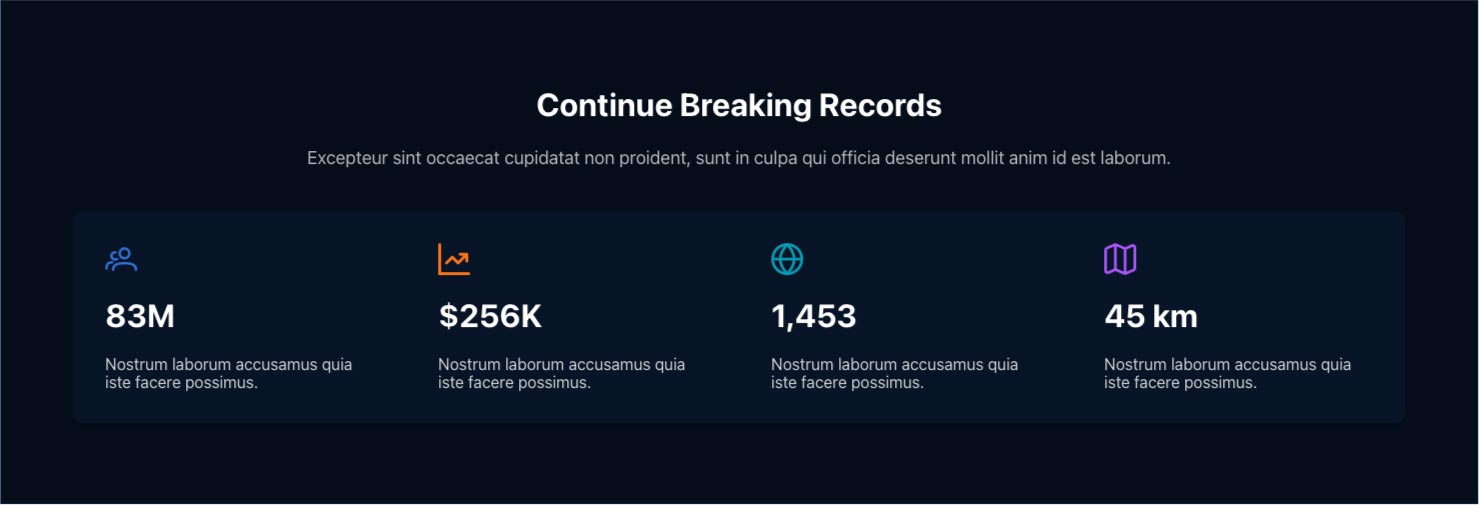 Continue Breaking Records
Excepteur sint occaecat cupidatat non proident, sunt in culpa qui officia deserunt mollit anim id est laborum.
83M
Nostrum laborum accusamus quia
iste facere possimus.
$256K
Nostrum laborum accusamus quia
iste facere possimus.
1,453
Nostrum laborum accusamus quia
iste facere possimus.
45 km
Nostrum laborum accusamus quia
iste facere possimus.